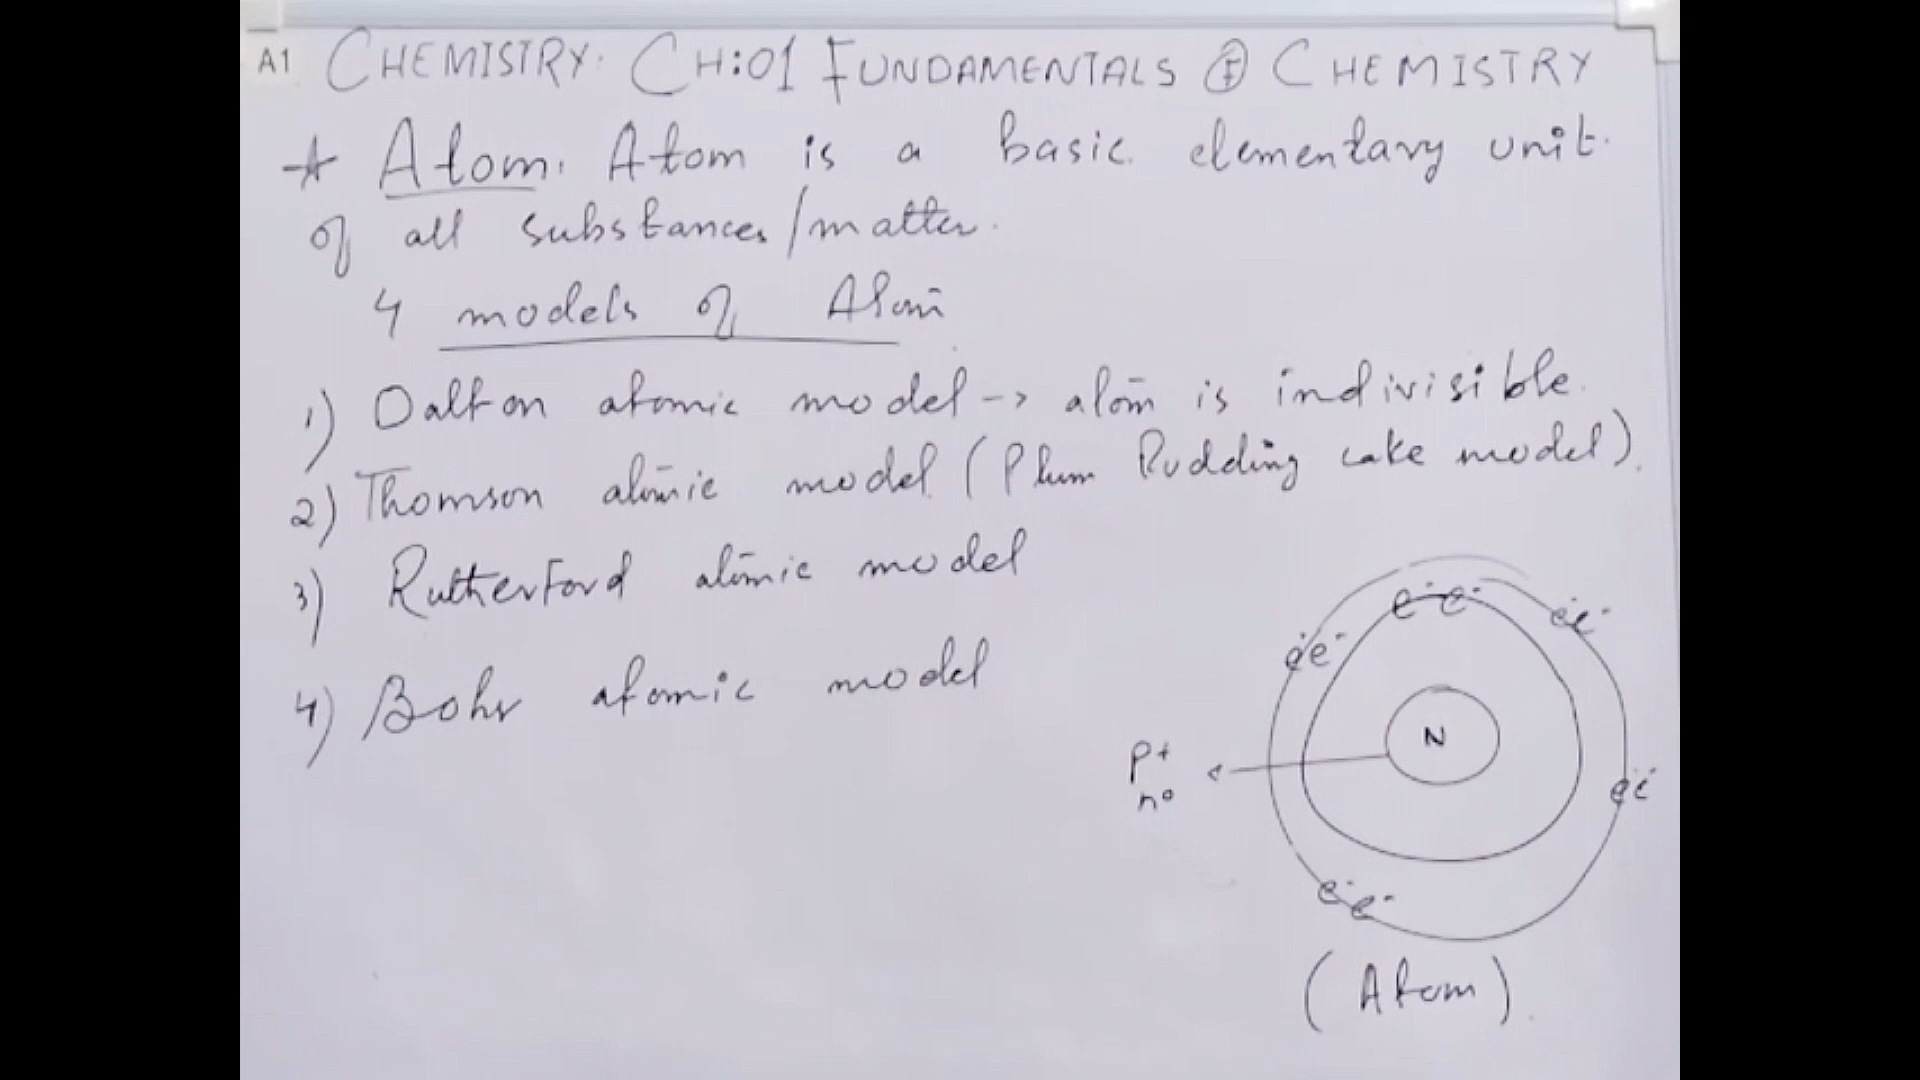 A1 CHEMISTRY: CH:01 FUNDAMENTALS OF CHEMISTRY
* Atom. Atom is a basic elementary unit.
of all substances/matter.
4 models of Atom
1) Dalton atomic model -> atom is indivisible.
2) Thomson atomic model (Plum Pudding cake model).
3) Rutherford atomic model
4) Bohr atomic model
e- e-
e- e-
e- e-
N
P+
n°
e- e-
e- e-
(Atom).